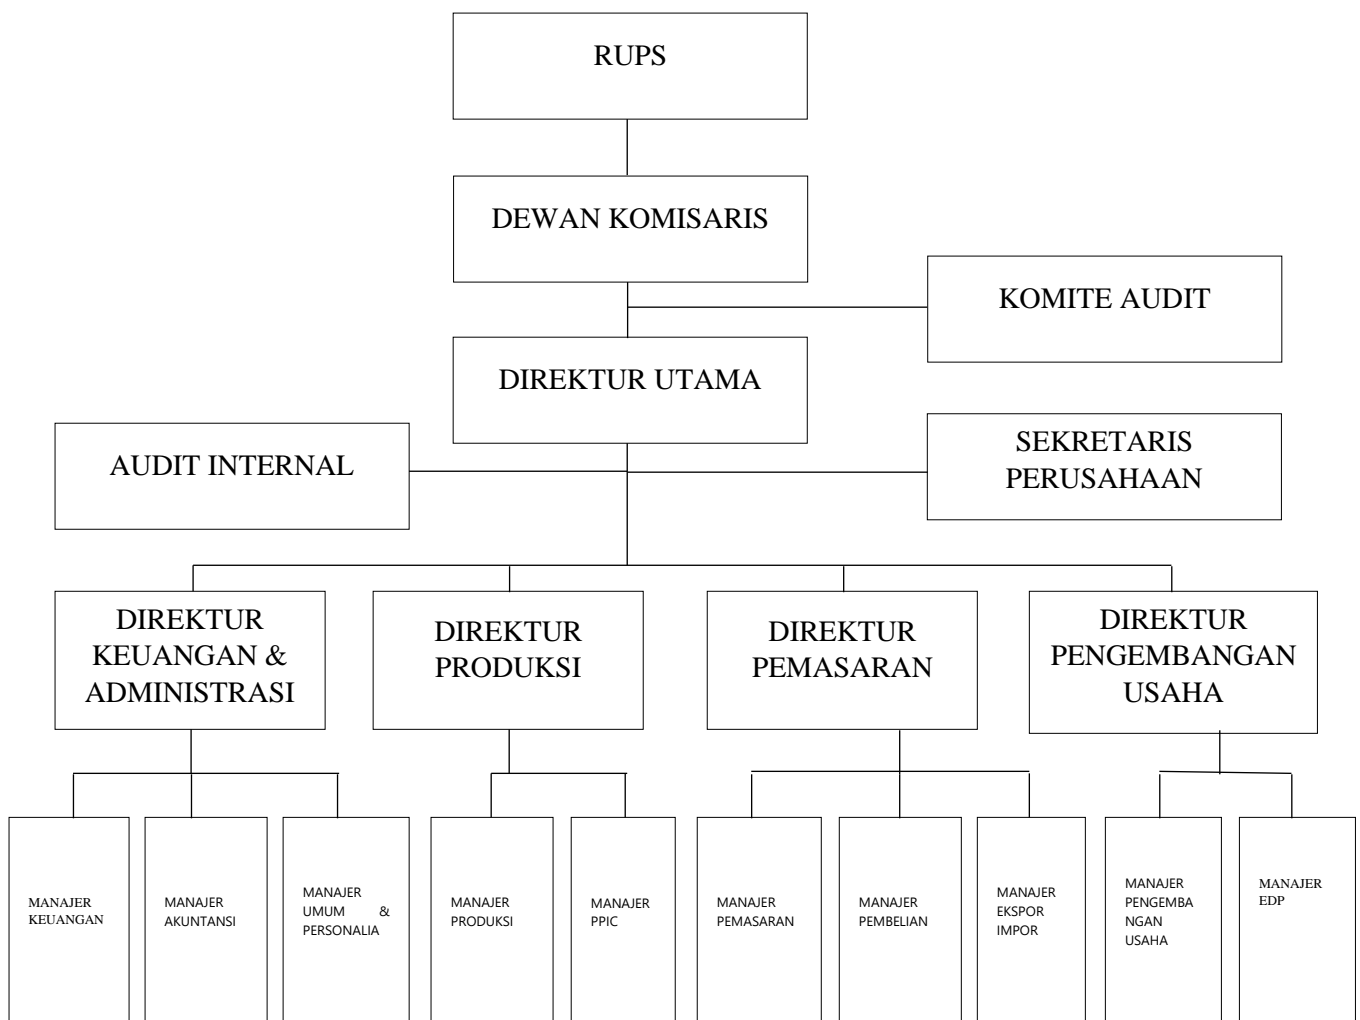 RUPS
DEWAN KOMISARIS
KOMITE AUDIT
DIREKTUR UTAMA
AUDIT INTERNAL
SEKRETARIS
PERUSAHAAN
DIREKTUR
KEUANGAN &
ADMINISTRASI
DIREKTUR
PRODUKSI
DIREKTUR
PEMASARAN
DIREKTUR
PENGEMBANGAN
USAHA
MANAJER
KEUANGAN
MANAJER
AKUNTANSI
MANAJER
UMUM &
PERSONALIA
MANAJER
PRODUKSI
MANAJER
PPIC
MANAJER
PEMASARAN
MANAJER
PEMBELIAN
MANAJER
EKSPOR
IMPOR
MANAJER
PENGEMBA
NGAN
USAHA
MANAJER
EDP